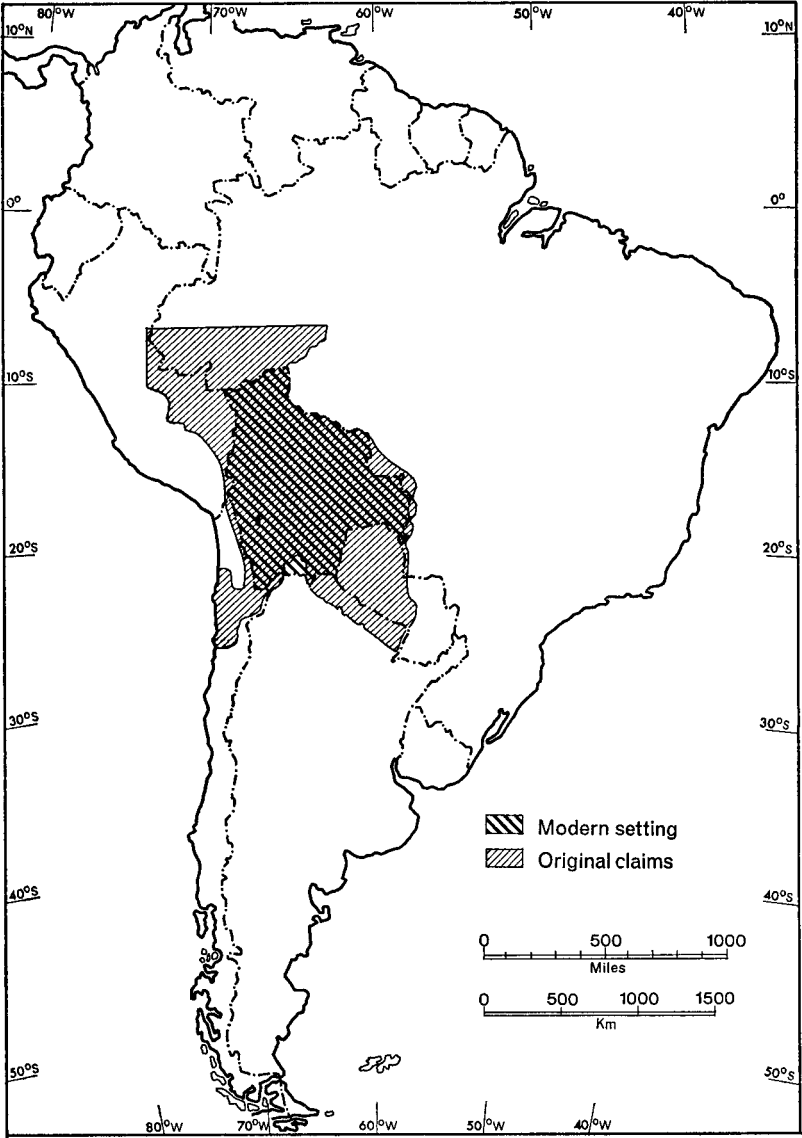 80°W 70°W 60°W 50°W 40°W
10°N 10°N
0° 0°
10°S 10°S
20°S 20°S
30°S 30°S
Modern setting
Original claims
40°S 40°S
0 500 1000
Miles
0 500 1000 1500
Km
50°S 50°S
80°W 70°W 60°W 50°W 40°W